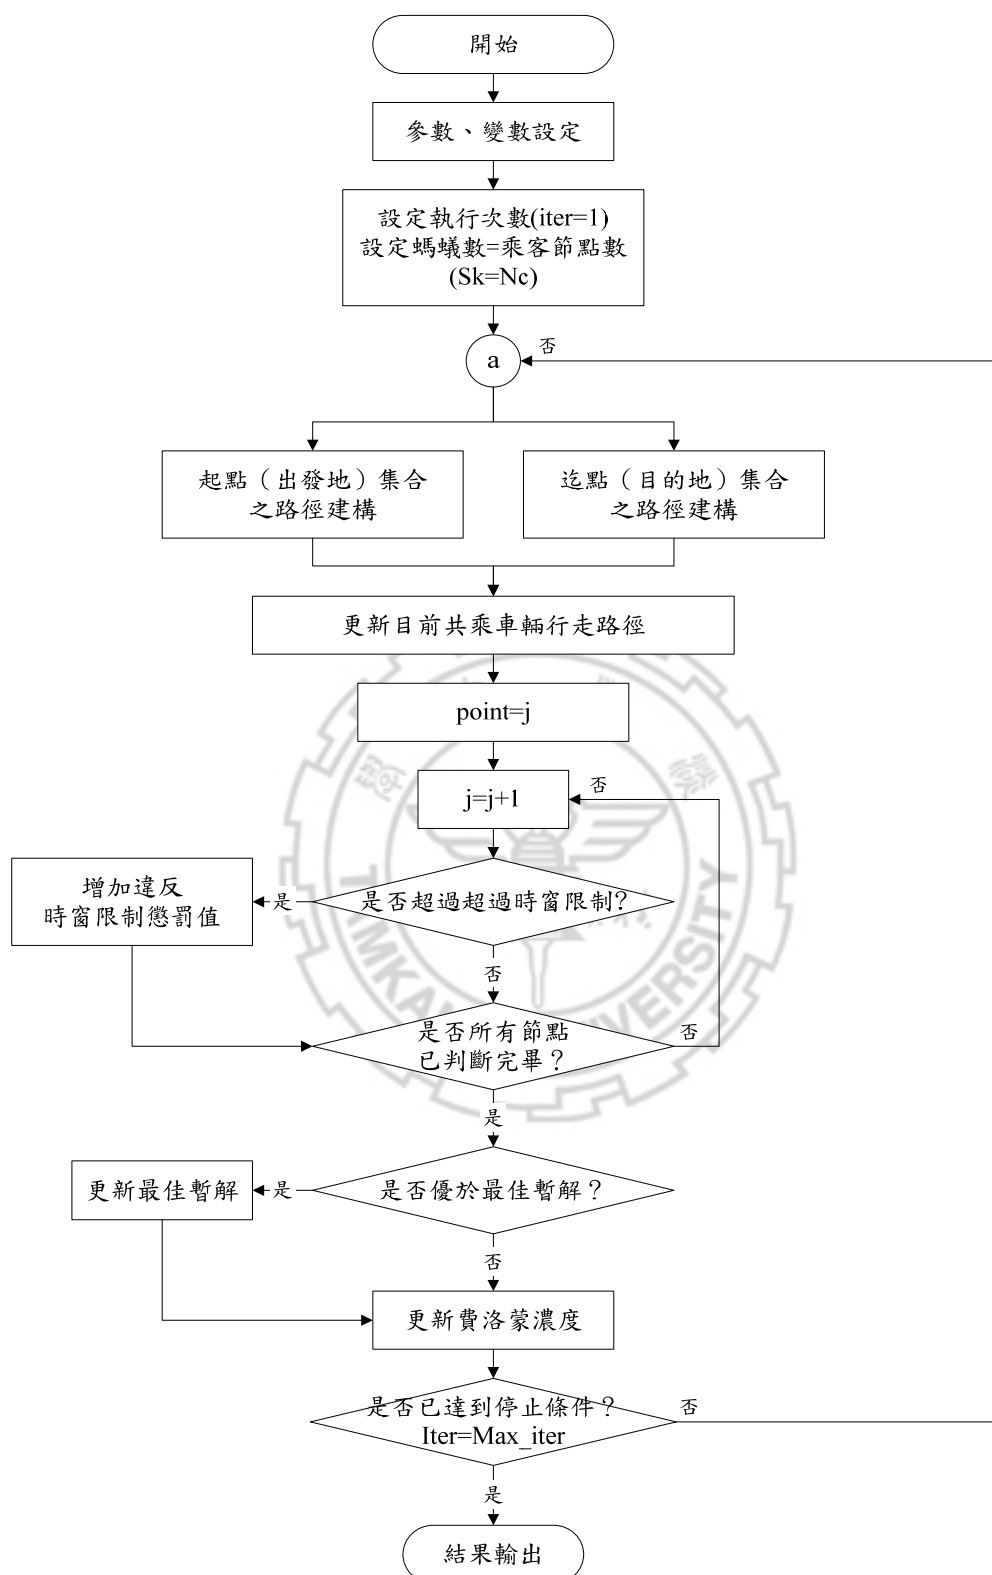 開始
參數、變數設定
設定執行次數(iter=1)
設定螞蟻數=乘客節點數
(Sk=Nc)
a
否
起點（出發地）集合
之路徑建構
迄點（目的地）集合
之路徑建構
更新目前共乘車輛行走路徑
point=j
j=j+1
否
增加違反
時窗限制懲罰值
是
是否超過超過時窗限制?
否
是否所有節點
已判斷完畢？
否
是
更新最佳暫解
是
是否優於最佳暫解？
否
更新費洛蒙濃度
是否已達到停止條件？
Iter=Max_iter
否
是
結果輸出